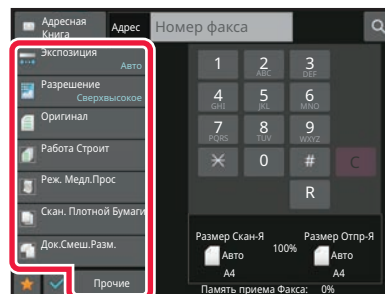 Адресная
Книга
Адрес
Номер факса
Экспозиция
Авто
Разрешение
Сверхвысокое
Оригинал
Работа Строит
Реж. Медл.Прос
Скан. Плотной Бумаги
Док.Смеш.Разм.
Прочие
1
2
ABC
3
DEF
4
GHI
5
JKL
6
MNO
7
PQRS
8
TUV
9
WXYZ
0
#
C
R
Размер Скан-Я
Размер Отпр-Я
Авто
100%
Авто
A4
A4
Память приема Факса: 0%